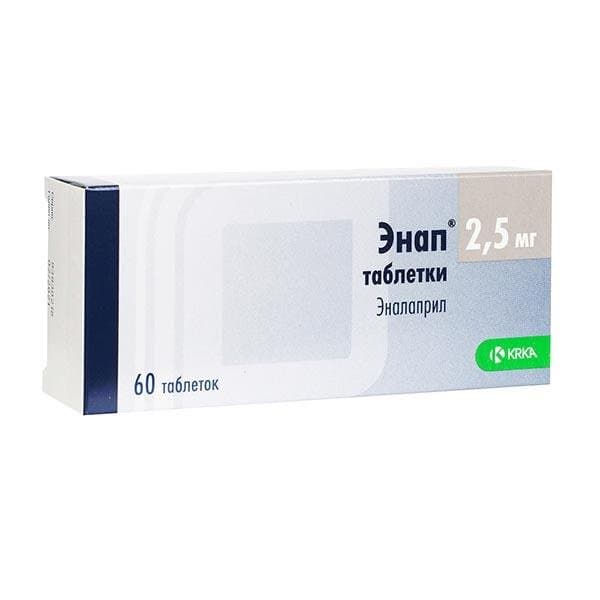 Энап® 2,5 мг
таблетки
Эналаприл
KRKA
60 таблеток